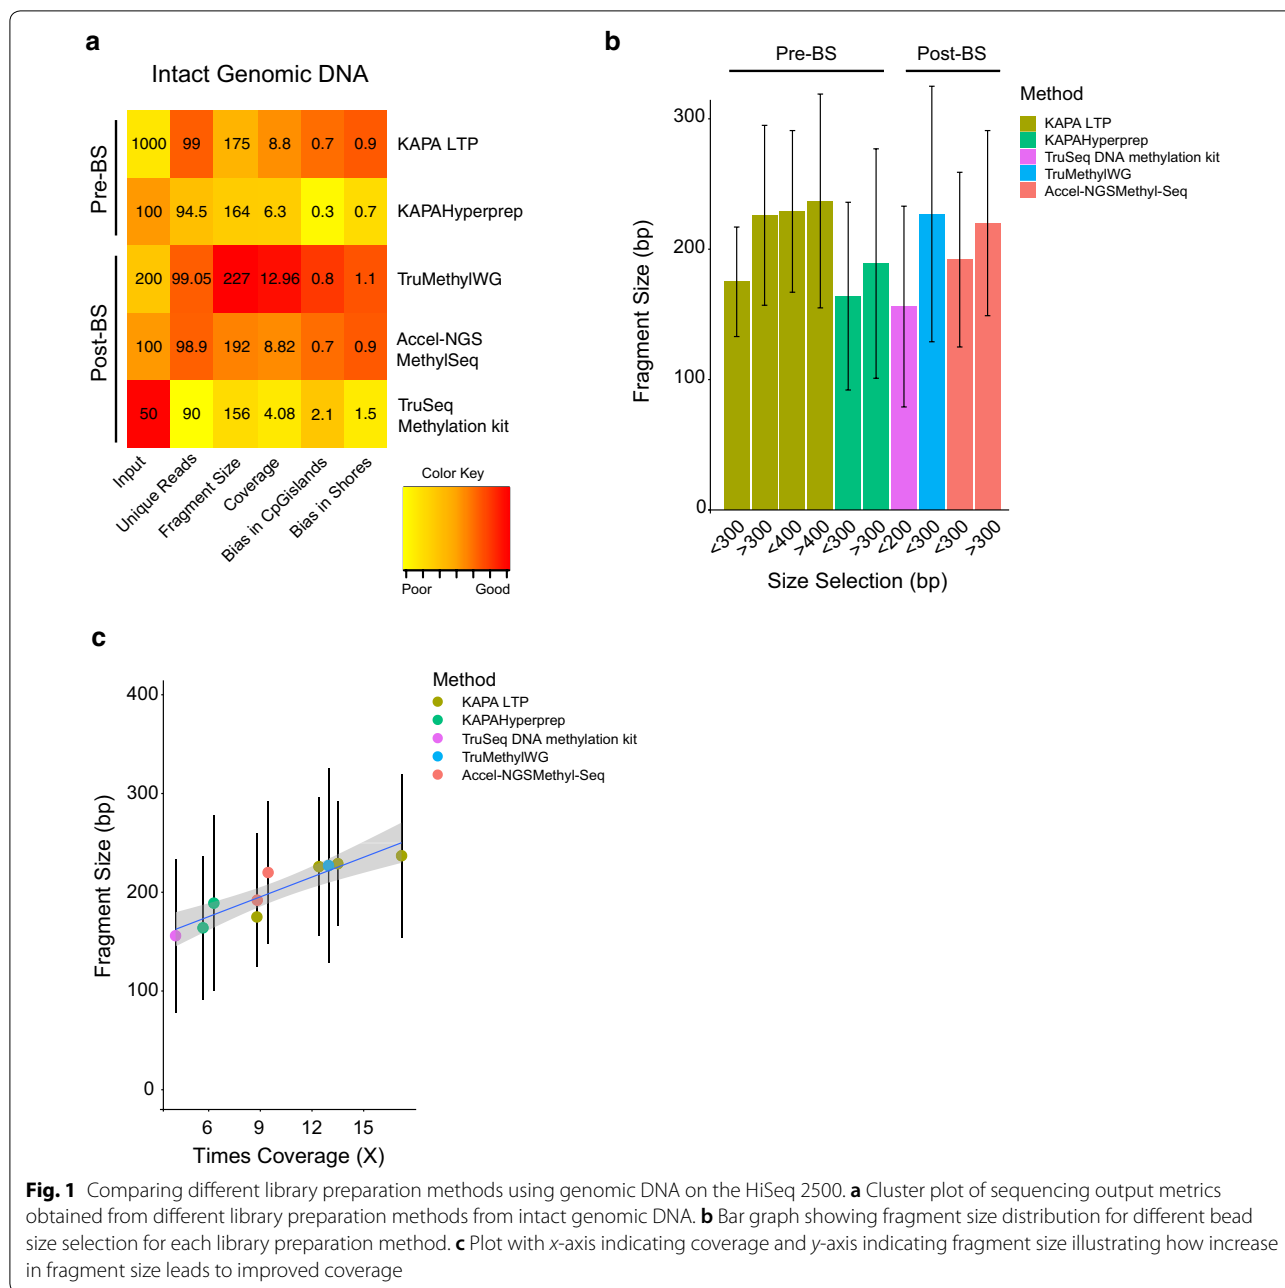 a
Intact Genomic DNA
Pre-BS
Post-BS
1000 99 175 8.8 0.7 0.9 KAPA LTP
100 94.5 164 6.3 0.3 0.7 KAPAHyperprep
200 99.05 227 12.96 0.8 1.1 TruMethylWG
100 98.9 192 8.82 0.7 0.9 Accel-NGS
MethylSeq
50 90 156 4.08 2.1 1.5 TruSeq
Methylation kit
Input
Unique Reads
Fragment Size
Coverage
Bias in CpGislands
Bias in Shores
Color Key
Poor Good
b
Pre-BS Post-BS
Fragment Size (bp)
300
200
100
0
<300 >300 <400 >400 <300 >300 <200 <300 <300 >300
Size Selection (bp)
Method
KAPA LTP
KAPAHyperprep
TruSeq DNA methylation kit
TruMethylWG
Accel-NGSMethyl-Seq
c
Fragment Size (bp)
400
300
200
100
0
6 9 12 15
Times Coverage (X)
Method
KAPA LTP
KAPAHyperprep
TruSeq DNA methylation kit
TruMethylWG
Accel-NGSMethyl-Seq
Fig. 1 Comparing different library preparation methods using genomic DNA on the HiSeq 2500. a Cluster plot of sequencing output metrics
obtained from different library preparation methods from intact genomic DNA. b Bar graph showing fragment size distribution for different bead
size selection for each library preparation method. c Plot with x-axis indicating coverage and y-axis indicating fragment size illustrating how increase
in fragment size leads to improved coverage